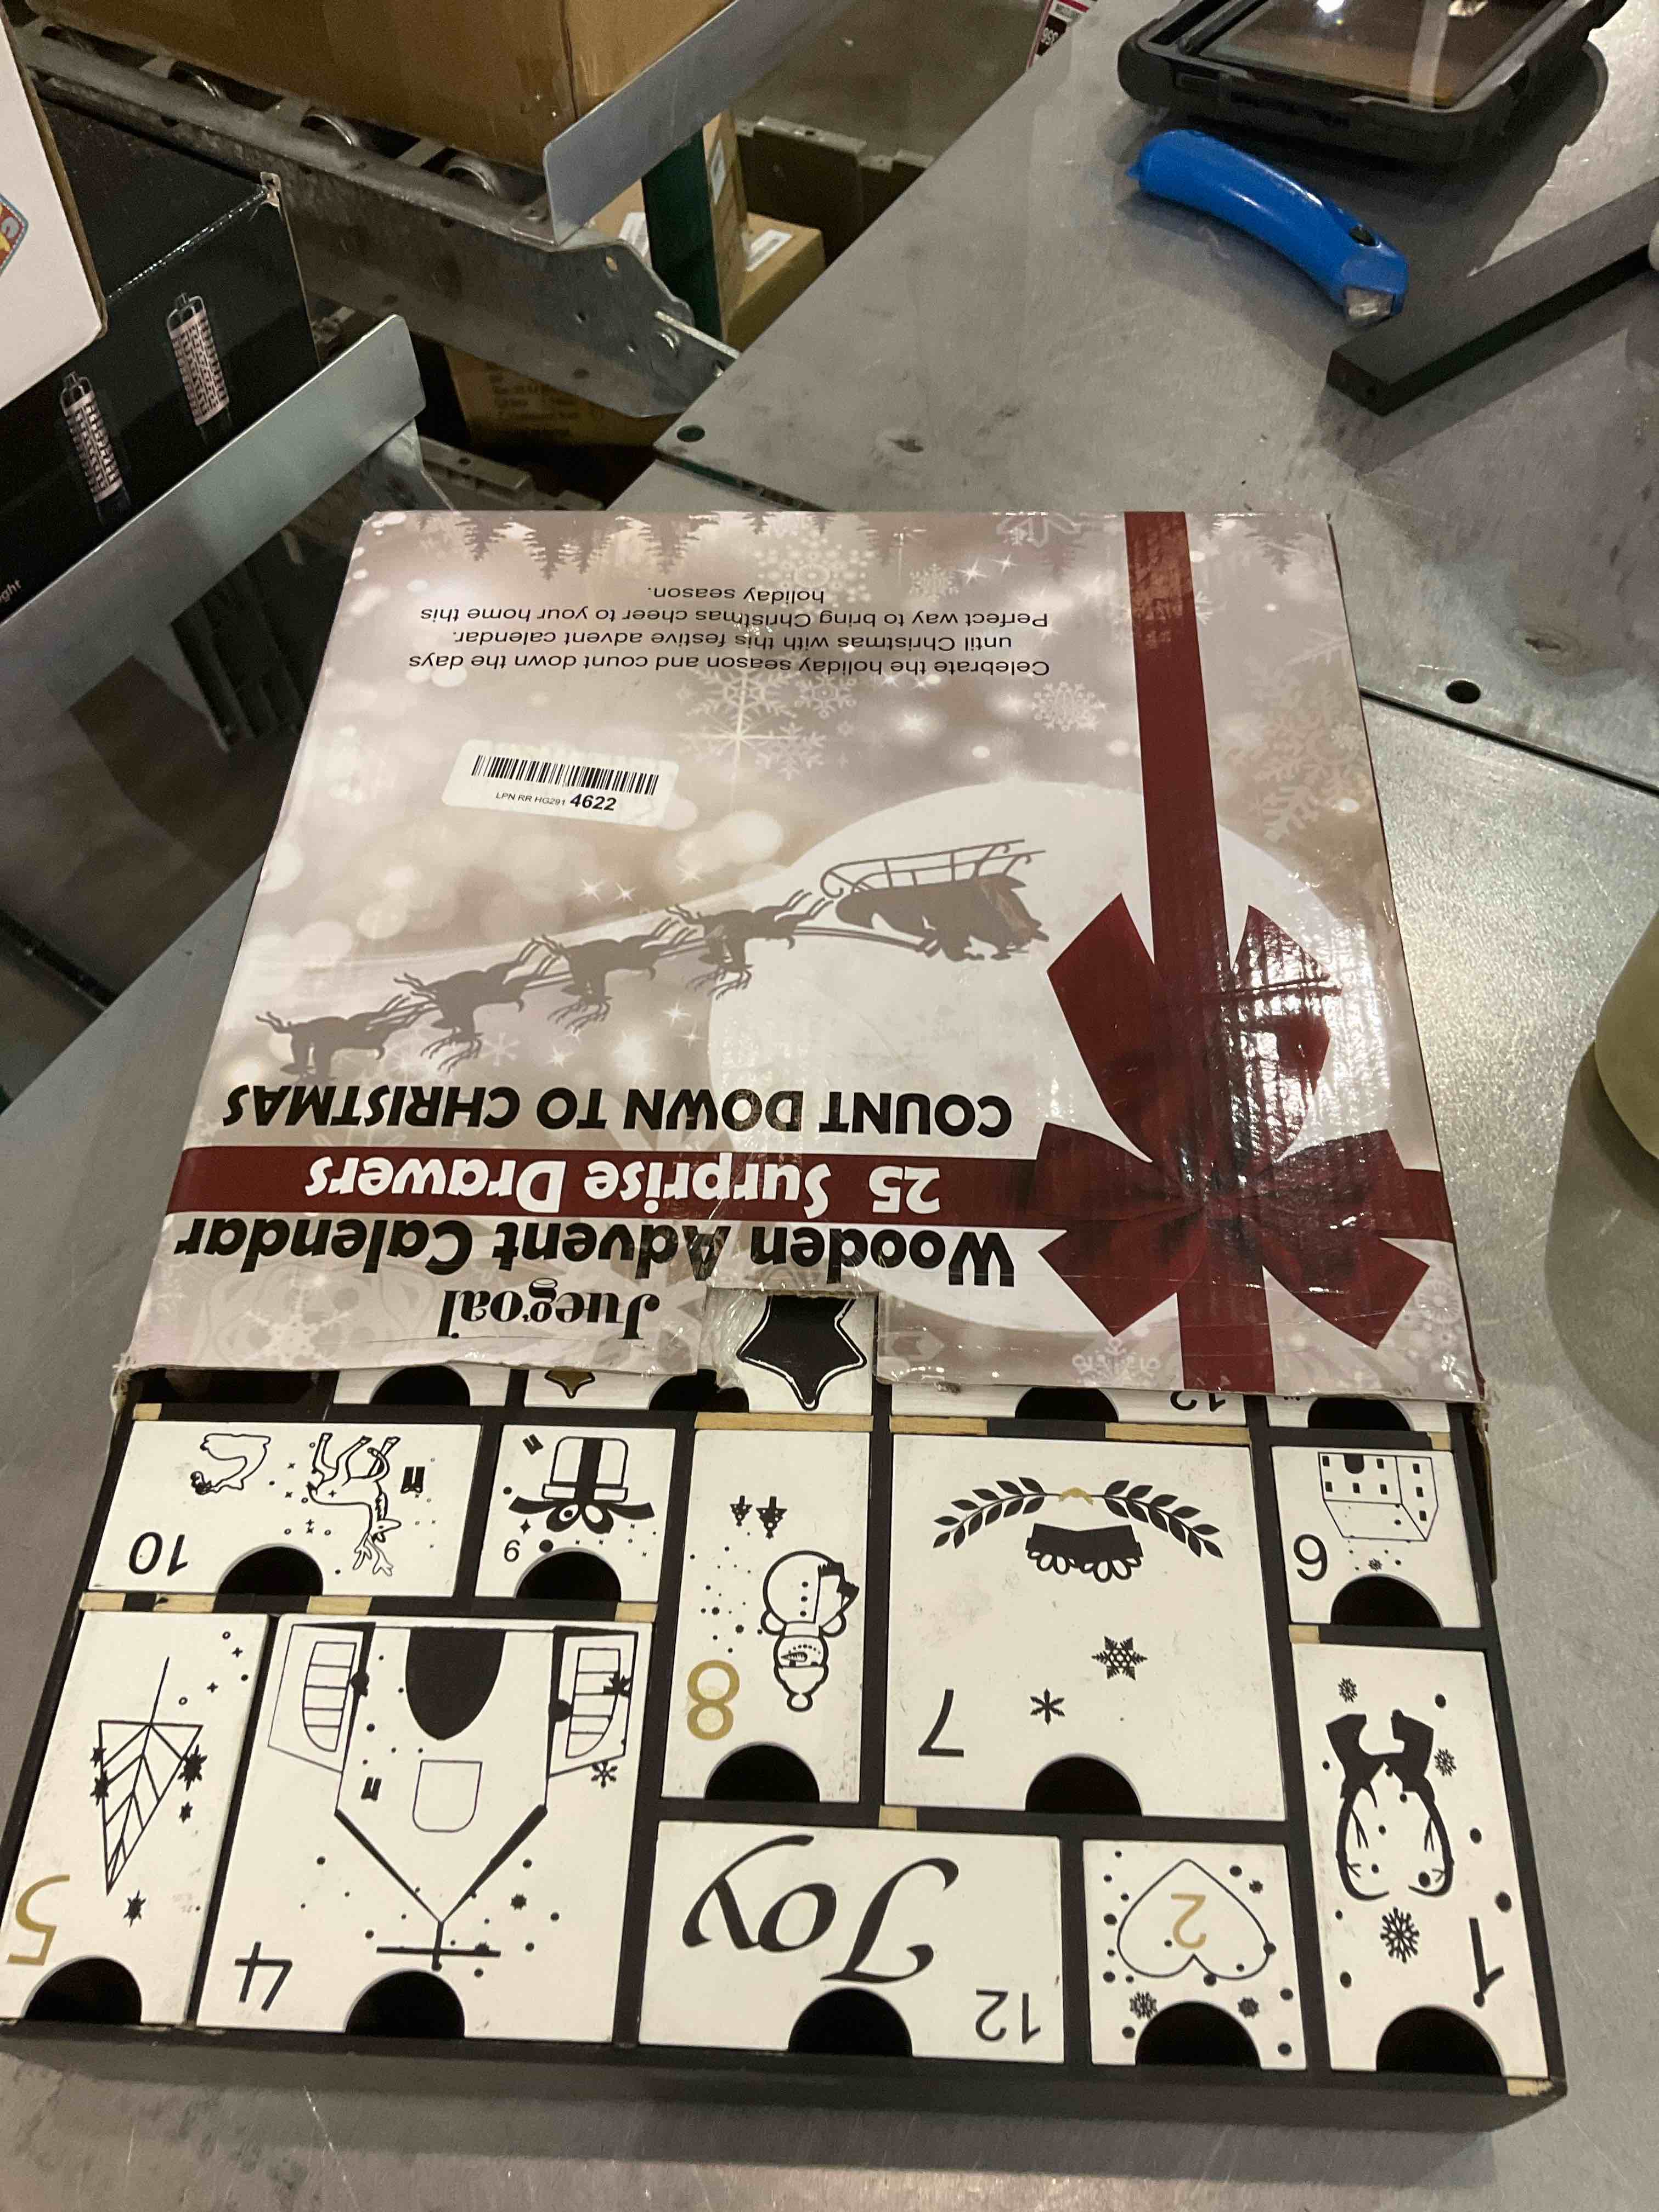 Juegoal
Wooden Advent Calendar
25 Surprise Drawers
COUNT DOWN TO CHRISTMAS
LPN RR HG291 4622
Celebrate the holiday season and count down the days
until Christmas with this festive advent calendar.
Perfect way to bring Christmas cheer to your home this
holiday season.
1
2
12
Joy
4
5
9
7
8
6
10
12
ght